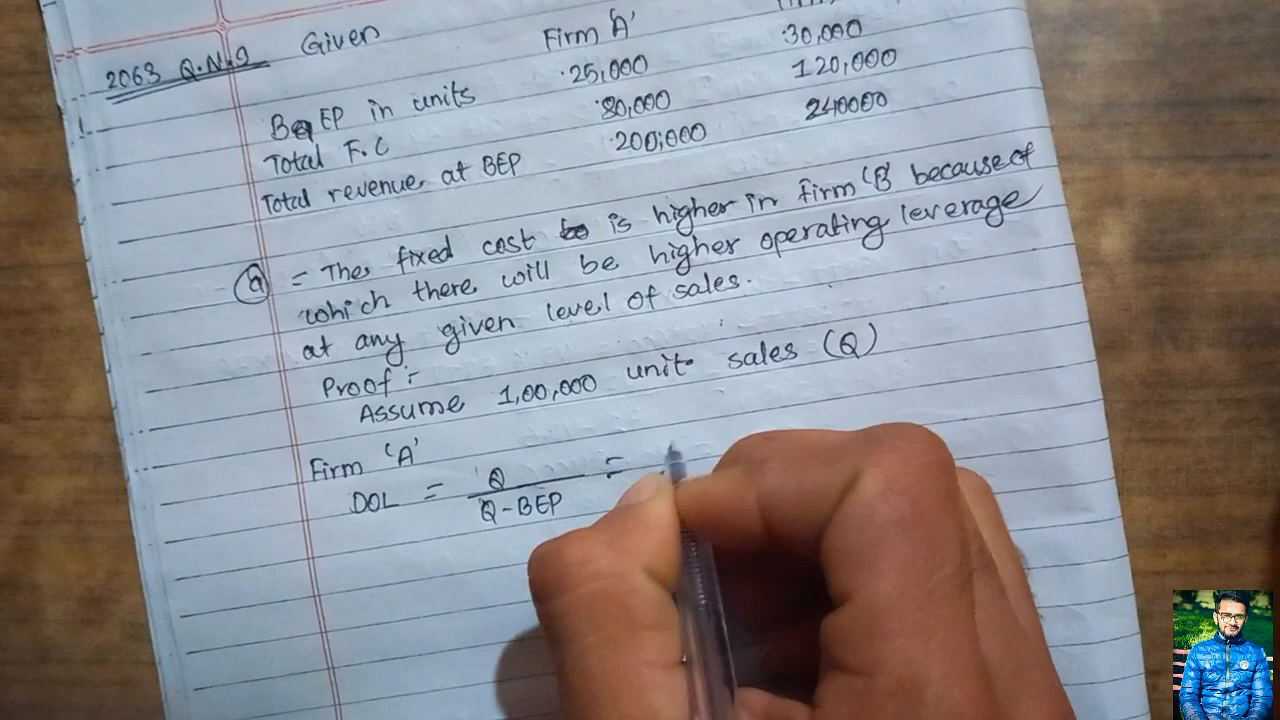 2063 Q.N.9 Given
Firm 'A'
BEP in units 25,000 30,000
Total F.C 80,000 120,000
Total revenue at BEP 200,000 240000
(a) = The fixed cost is higher in firm 'B' because of
which there will be higher operating leverage
at any given level of sales.
Proof :-
Assume 1,00,000 unit sales (Q)
Firm 'A'
DOL = Q / Q - BEP =